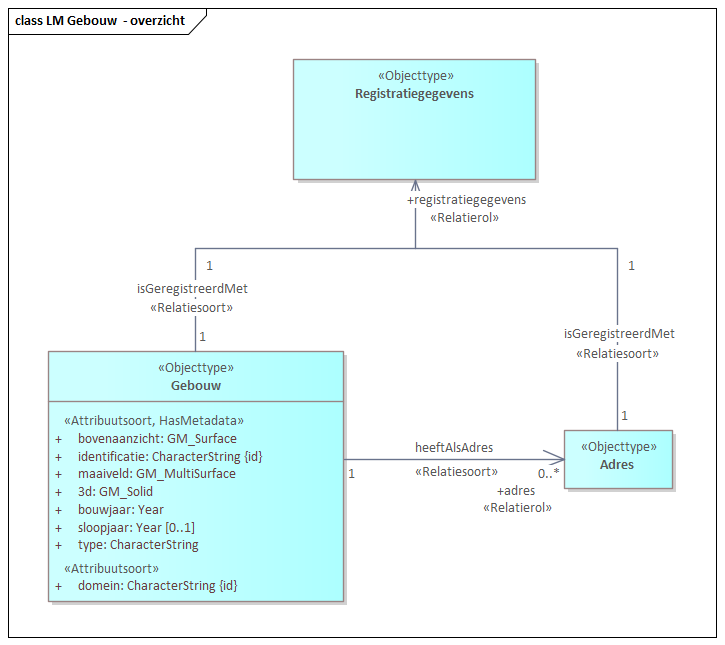 class LM Gebouw - overzicht
«Objecttype»
Registratiegegevens
+registratiegegevens
«Relatierol»
1
1
isGeregistreerdMet
«Relatiesoort»
1
isGeregistreerdMet
«Relatiesoort»
1
«Objecttype»
Gebouw
«Attribuutsoort, HasMetadata»
+ bovenaanzicht: GM_Surface
+ identificatie: CharacterString {id}
+ maaiveld: GM_MultiSurface
+ 3d: GM_Solid
+ bouwjaar: Year
+ sloopjaar: Year [0..1]
+ type: CharacterString
«Attribuutsoort»
+ domein: CharacterString {id}
heeftAlsAdres
«Relatiesoort»
1
0..*
+adres
«Relatierol»
«Objecttype»
Adres